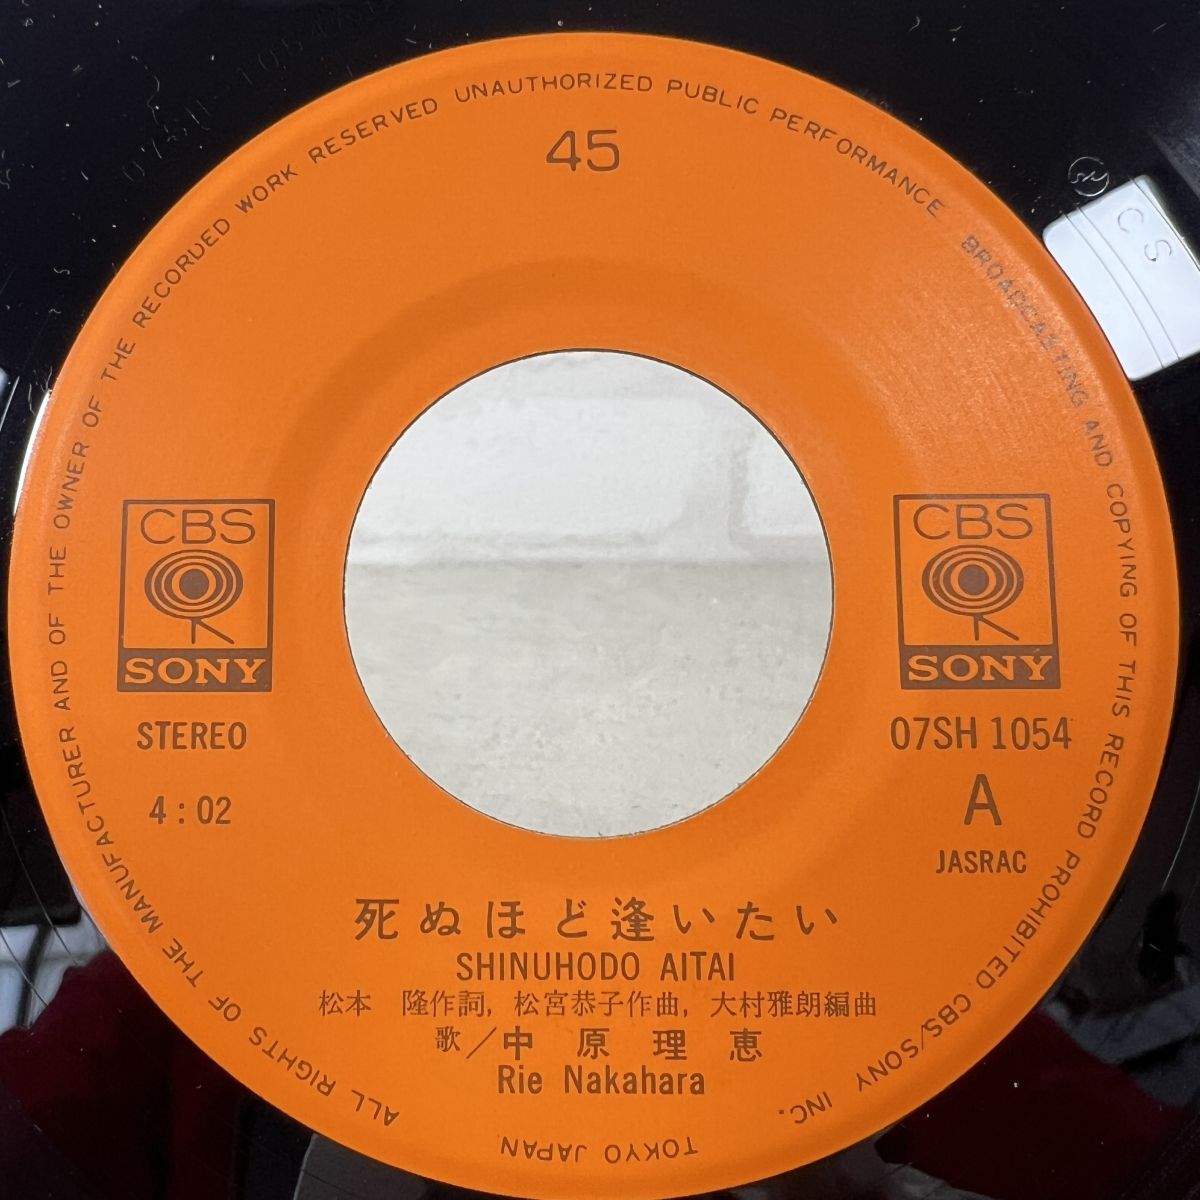 ALL RIGHTS OF THE MANUFACTURER AND OF THE OWNER OF THE RECORDED WORK RESERVED UNAUTHORIZED PUBLIC PERFORMANCE BROADCASTING AND COPYING OF THIS RECORD PROHIBITED CBS/SONY INC. TOKYO JAPAN
45
CBS
SONY
STEREO
4:02
CBS
SONY
07SH 1054
A
JASRAC
死ぬほど逢いたい
SHINUHODO AITAI
松本 隆作詞, 松宮恭子作曲, 大村雅朗編曲
歌/中原理恵
Rie Nakahara
CS